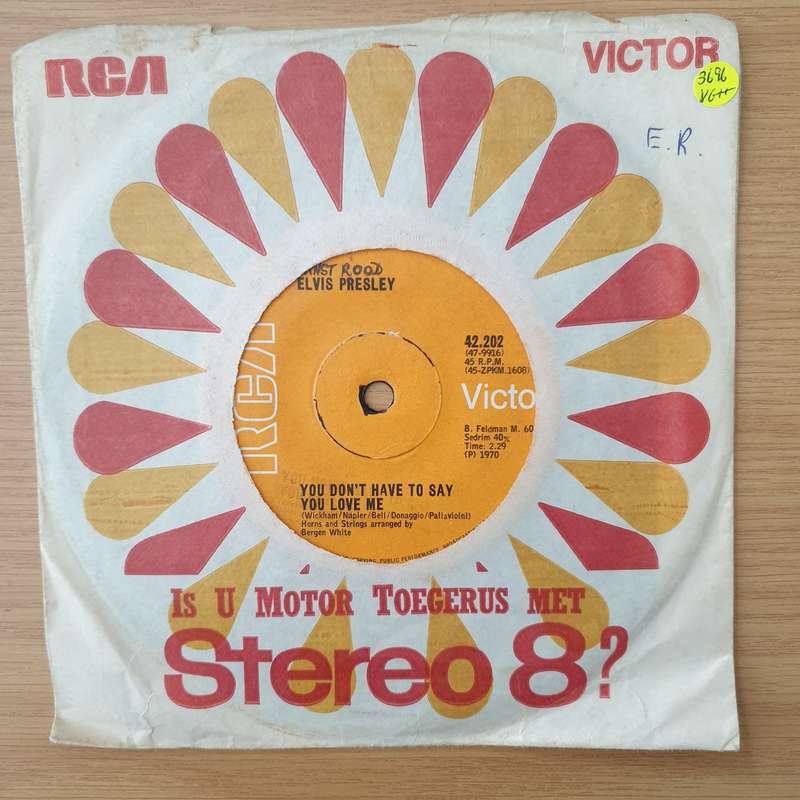 RCA
VICTOR
3696
VG++
E.R.
ERNST ROOD
ELVIS PRESLEY
RCA
42.202
(47-9916)
45 R.P.M.
(45-ZPKM.1608)
Victo
B. Feldman M. 60
Sedrim 40%
Time: 2.29
(P) 1970
YOU DON'T HAVE TO SAY
YOU LOVE ME
(Wickham/Napier/Bell/Donaggio/Pallavicini)
Horns and Strings arranged by
Bergen White
PUBLIC PERFORMANCE
IS U MOTOR TOEGERUS MET
Stereo 8?